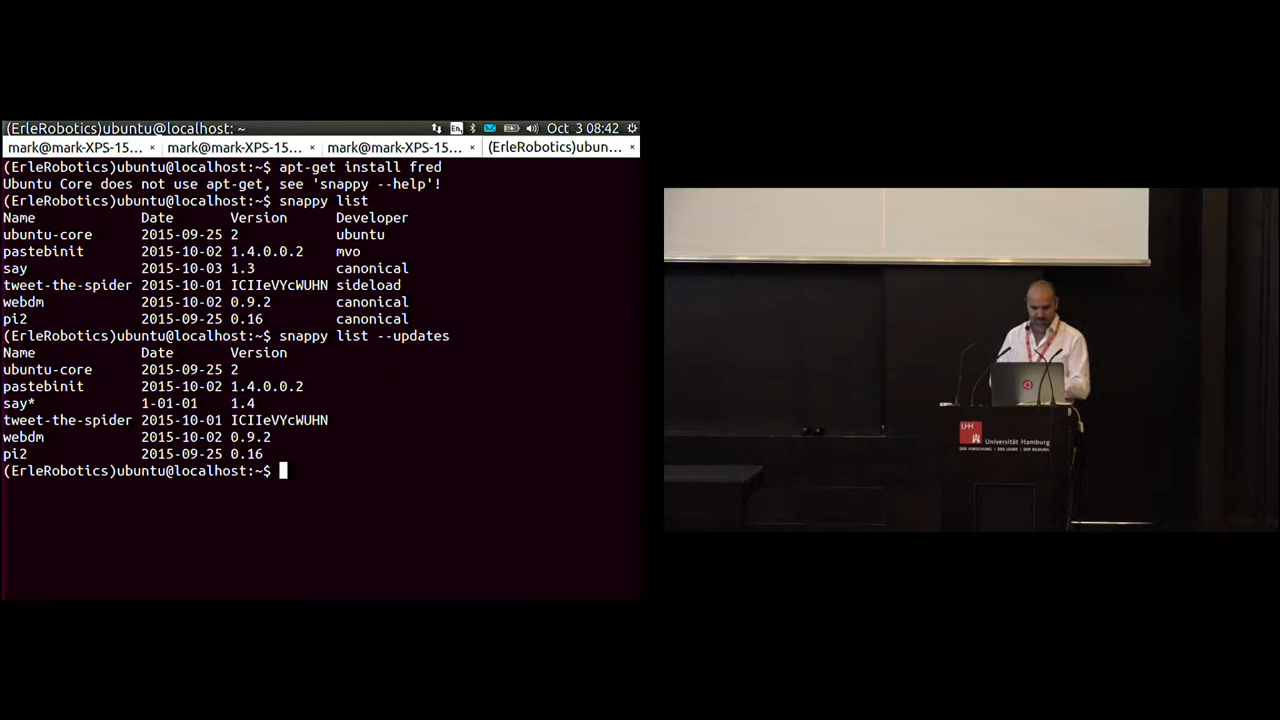 (ErleRobotics)ubuntu@localhost: ~ En Oct 3 08:42
mark@mark-XPS-15... × mark@mark-XPS-15... × mark@mark-XPS-15... × (ErleRobotics)ubun... ×
(ErleRobotics)ubuntu@localhost:~$ apt-get install fred
Ubuntu Core does not use apt-get, see 'snappy --help'!
(ErleRobotics)ubuntu@localhost:~$ snappy list
Name Date Version Developer
ubuntu-core 2015-09-25 2 ubuntu
pastebinit 2015-10-02 1.4.0.0.2 mvo
say 2015-10-03 1.3 canonical
tweet-the-spider 2015-10-01 ICIIeVYcWUHN sideload
webdm 2015-10-02 0.9.2 canonical
pi2 2015-09-25 0.16 canonical
(ErleRobotics)ubuntu@localhost:~$ snappy list --updates
Name Date Version
ubuntu-core 2015-09-25 2
pastebinit 2015-10-02 1.4.0.0.2
say* 1-01-01 1.4
tweet-the-spider 2015-10-01 ICIIeVYcWUHN
webdm 2015-10-02 0.9.2
pi2 2015-09-25 0.16
(ErleRobotics)ubuntu@localhost:~$
U+H
Universität Hamburg
DER FORSCHUNG | DER LEHRE | DER BILDUNG